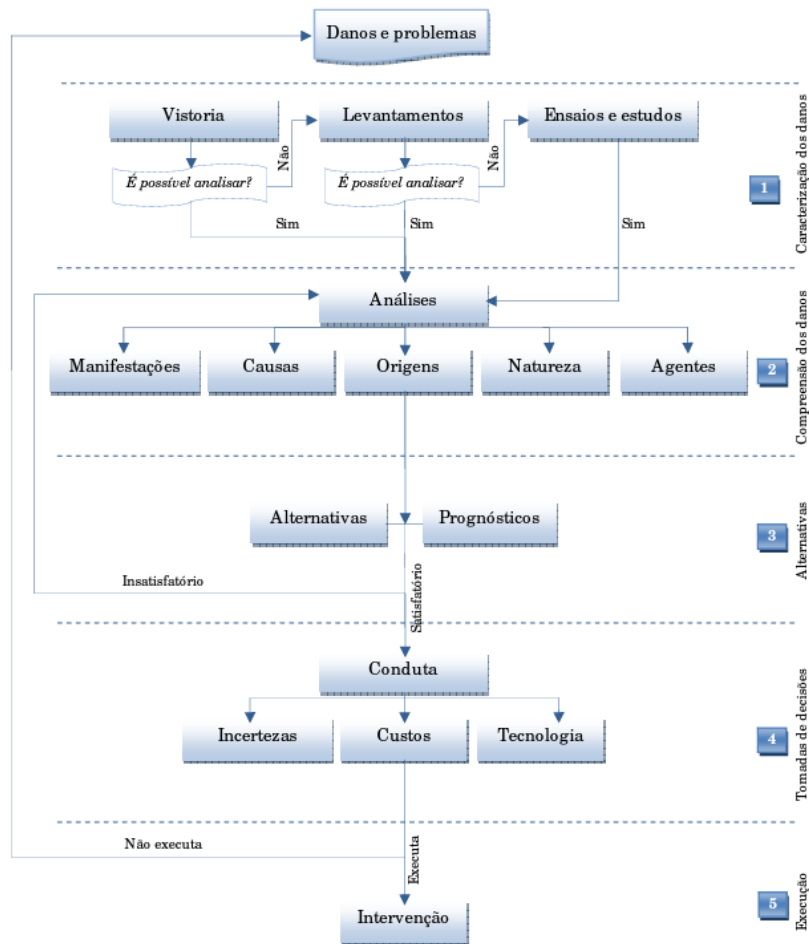 Danos e problemas
Vistoria
Levantamentos
Ensaios e estudos
Não
Não
É possível analisar?
É possível analisar?
1
Caracterização dos danos
Sim
Sim
Sim
Análises
Manifestações
Causas
Origens
Natureza
Agentes
2
Compreensão dos danos
Alternativas
Prognósticos
3
Alternativas
Insatisfatório
Satisfatório
Conduta
Incertezas
Custos
Tecnologia
4
Tomadas de decisões
Não executa
Executa
Intervenção
5
Execução